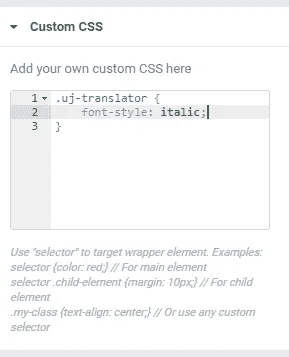 Custom CSS
Add your own custom CSS here
1 .uj-translator {
2 font-style: italic;
3 }
Use "selector" to target wrapper element. Examples:
selector {color: red;} // For main element
selector .child-element {margin: 10px;} // For child
element
.my-class {text-align: center;} // Or use any custom
selector